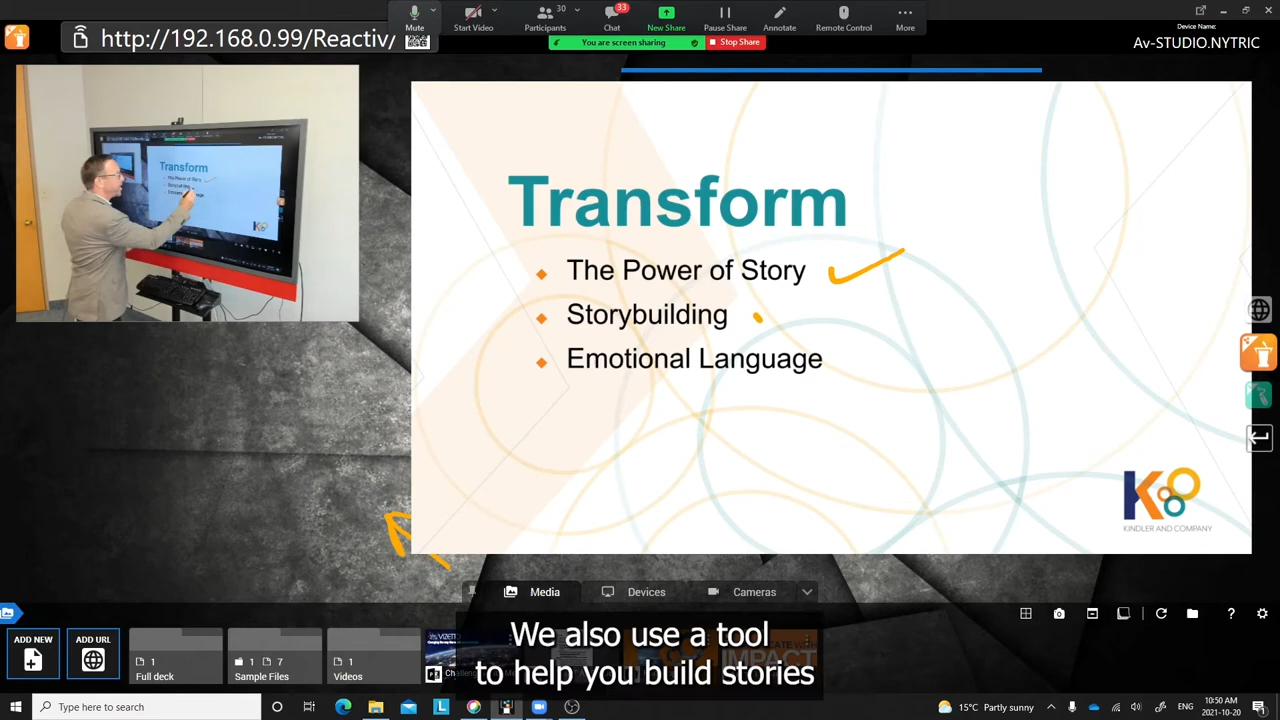 Mute
Start Video
30
Participants
33
Chat
New Share
Pause Share
Annotate
Remote Control
More
You are screen sharing
Stop Share
http://192.168.0.99/Reactiv/
Device Name:
Av-STUDIO.NYTRIC
Transform
The Power of Story
Storybuilding
Emotional Language
KINDLER AND COMPANY
Media
Devices
Cameras
ADD NEW
ADD URL
1
Full deck
1 7
Sample Files
1
Videos
VIZETTO
IMPACT
We also use a tool
to help you build stories
Type here to search
15°C Partly sunny
ENG
10:50 AM
2021-10-20